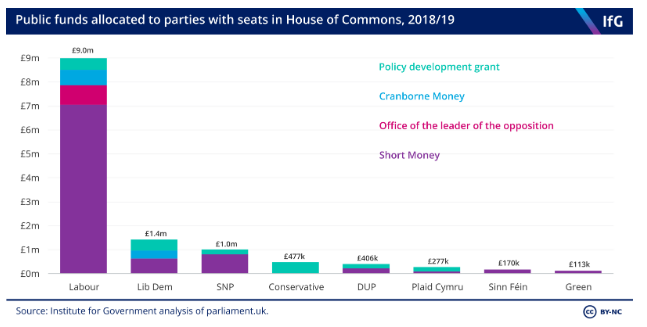 Public funds allocated to parties with seats in House of Commons, 2018/19
IfG
£9.0m
£9m
Policy development grant
£8m
Cranborne Money
£7m
Office of the leader of the opposition
£6m
Short Money
£5m
£4m
£3m
£2m
£1.4m
£1.0m
£1m
£477k
£406k
£277k
£170k
£113k
£0m
Labour Lib Dem SNP Conservative DUP Plaid Cymru Sinn Féin Green
Source: Institute for Government analysis of parliament.uk.
cc BY-NC